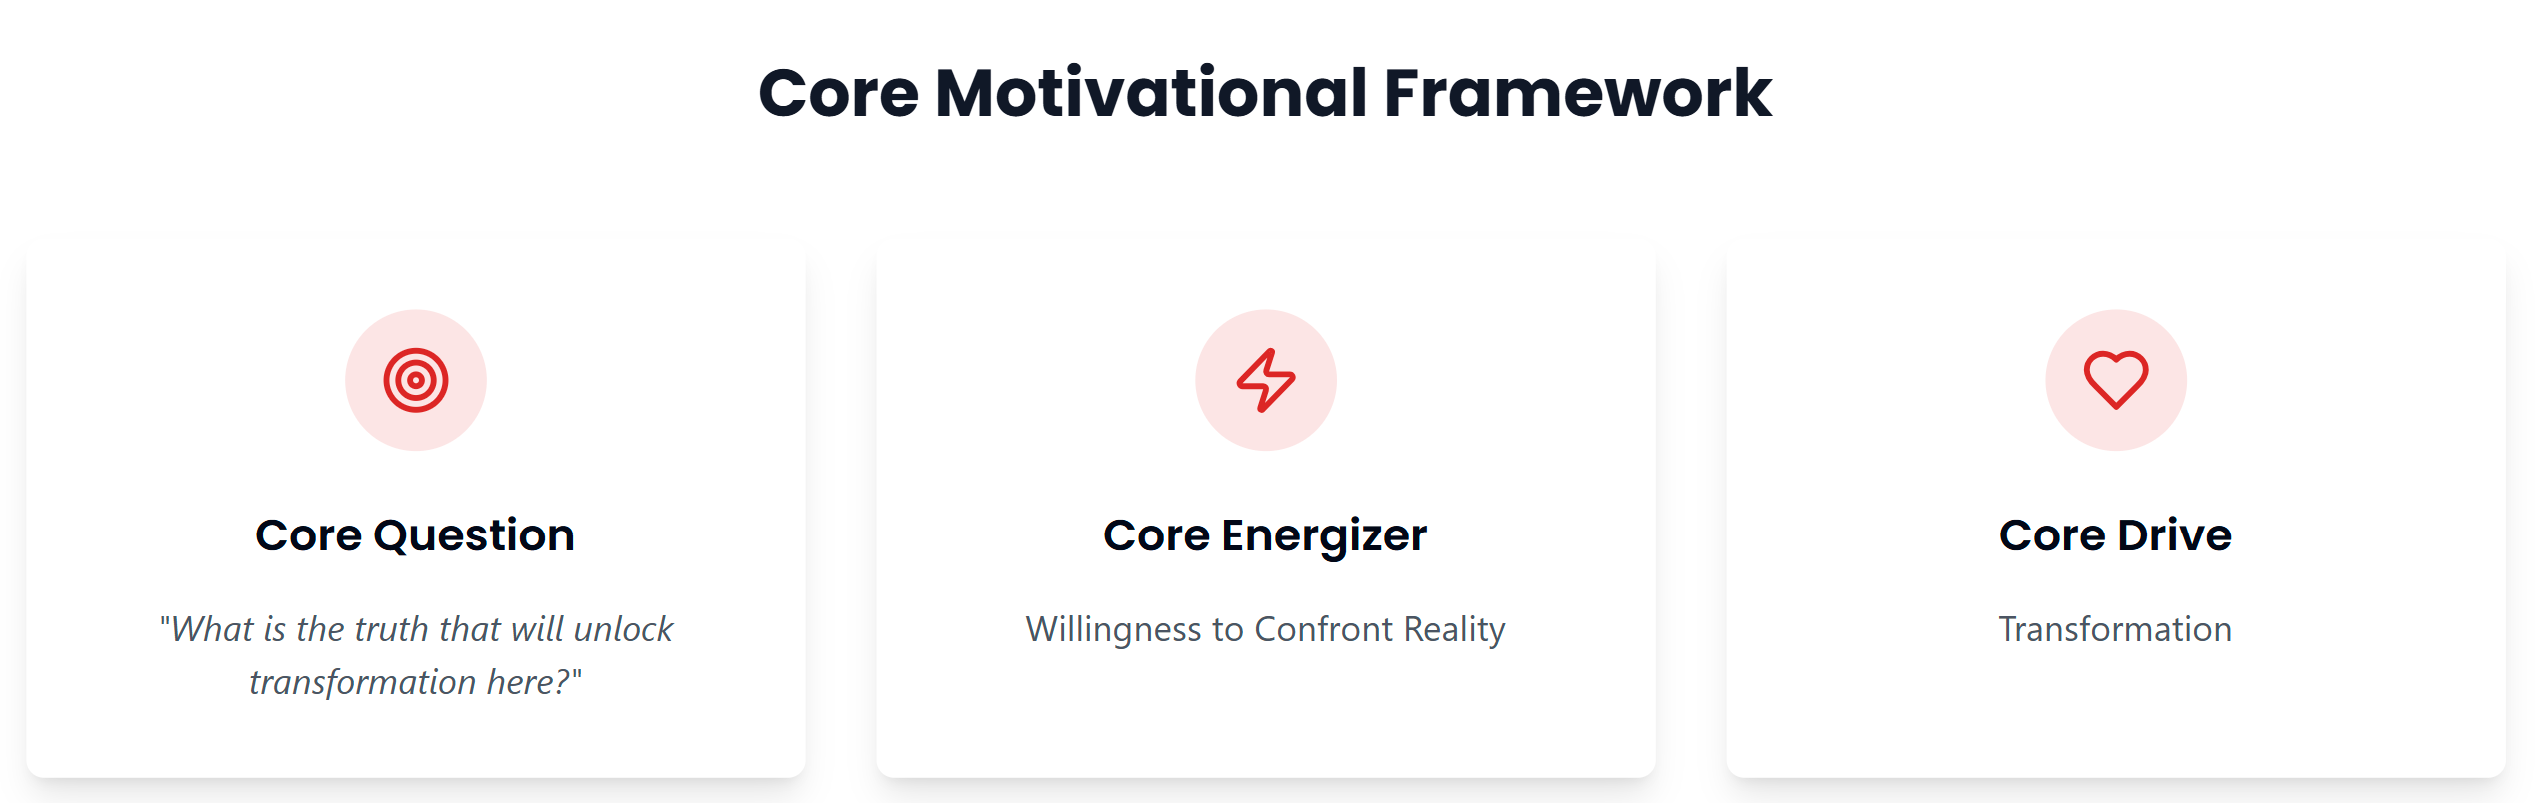 Core Motivational Framework
Core Question
"What is the truth that will unlock
transformation here?"
Core Energizer
Willingness to Confront Reality
Core Drive
Transformation